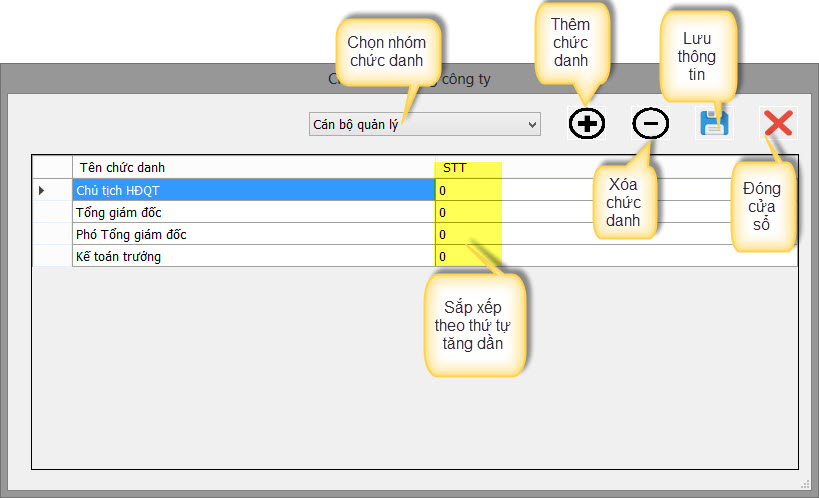 Chọn nhóm
chức danh
Thêm
chức
danh
Lưu
thông
tin
công ty
Cán bộ quản lý
Tên chức danh STT
Chủ tịch HĐQT 0
Tổng giám đốc 0
Phó Tổng giám đốc 0
Kế toán trưởng 0
Xóa
chức
danh
Đóng
cửa
sổ
Sắp xếp
theo thứ tự
tăng dần